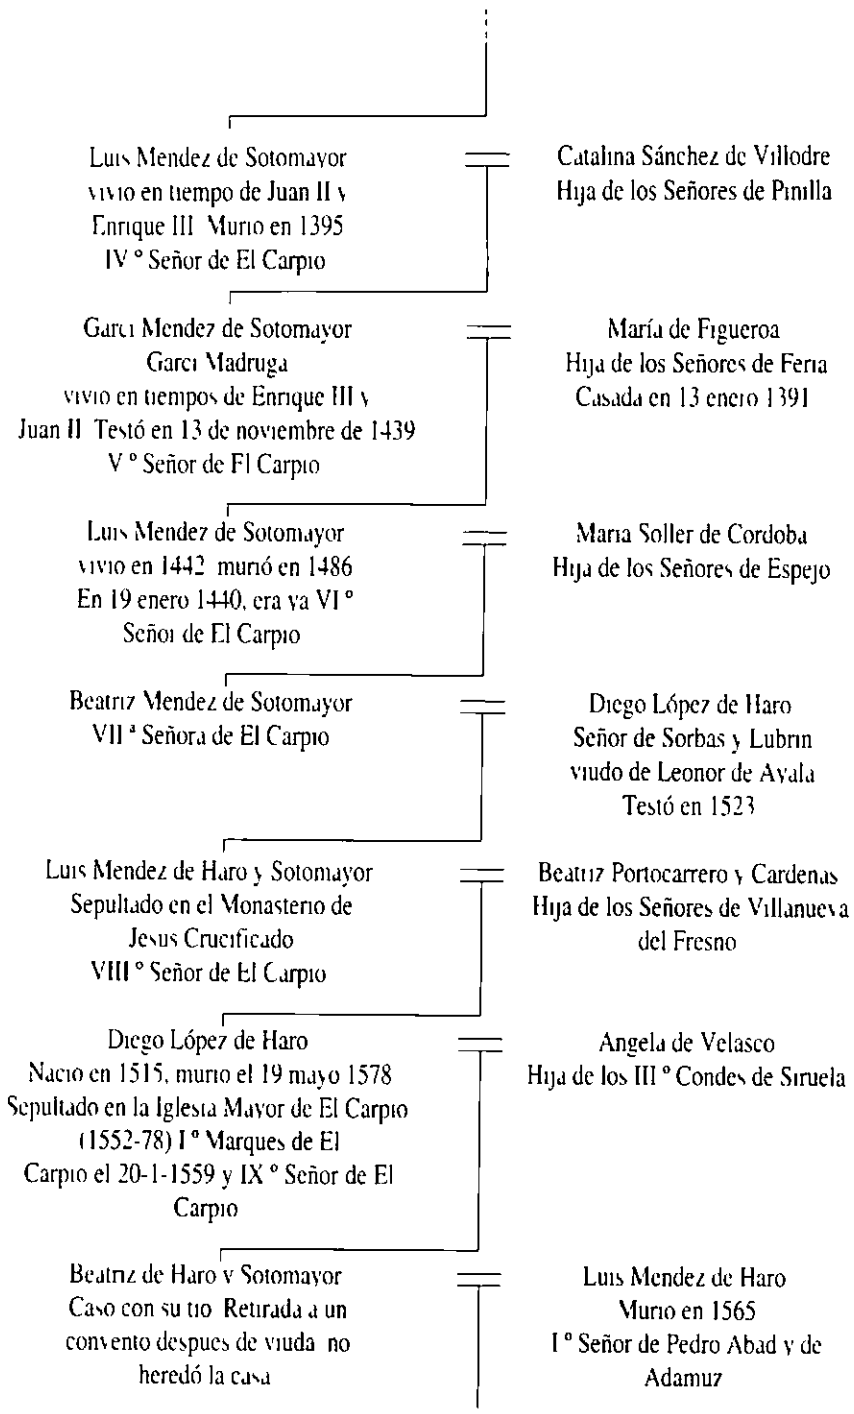 Luis Mendez de Sotomayor
vivio en tiempo de Juan II y
Enrique III Murio en 1395
IV º Señor de El Carpio
Catalina Sánchez de Villodre
Hija de los Señores de Pinilla
Garci Mendez de Sotomayor
Garci Madruga
vivio en tiempos de Enrique III y
Juan II Testó en 13 de noviembre de 1439
V º Señor de El Carpio
María de Figueroa
Hija de los Señores de Feria
Casada en 13 enero 1391
Luis Mendez de Sotomayor
vivio en 1442 murió en 1486
En 19 enero 1440, era ya VI º
Señor de El Carpio
Maria Soller de Cordoba
Hija de los Señores de Espejo
Beatriz Mendez de Sotomayor
VII ª Señora de El Carpio
Diego López de Haro
Señor de Sorbas y Lubrin
viudo de Leonor de Ayala
Testó en 1523
Luis Mendez de Haro y Sotomayor
Sepultado en el Monasterio de
Jesus Crucificado
VIII º Señor de El Carpio
Beatriz Portocarrero y Cardenas
Hija de los Señores de Villanueva
del Fresno
Diego López de Haro
Nacio en 1515, murio el 19 mayo 1578
Sepultado en la Iglesia Mayor de El Carpio
(1552-78) I º Marques de El
Carpio el 20-1-1559 y IX º Señor de El
Carpio
Angela de Velasco
Hija de los III º Condes de Siruela
Beatriz de Haro y Sotomayor
Caso con su tio Retirada a un
convento despues de viuda no
heredó la casa
Luis Mendez de Haro
Murio en 1565
I º Señor de Pedro Abad y de
Adamuz